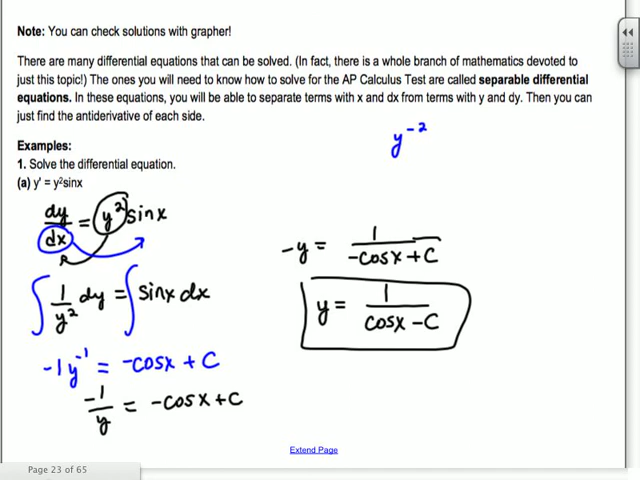 Note: You can check solutions with grapher!
There are many differential equations that can be solved. (In fact, there is a whole branch of mathematics devoted to
just this topic!) The ones you will need to know how to solve for the AP Calculus Test are called separable differential
equations. In these equations, you will be able to separate terms with x and dx from terms with y and dy. Then you can
just find the antiderivative of each side.
Examples:
1. Solve the differential equation.
(a) y' = y²sinx
y⁻²
dy/dx = y² sinx
∫ 1/y² dy = ∫ sinx dx
-1y⁻¹ = -cosx + C
-1/y = -cosx + C
-y = 1/(-cosx + C)
y = 1/(cosx - C)
Extend Page
Page 23 of 65